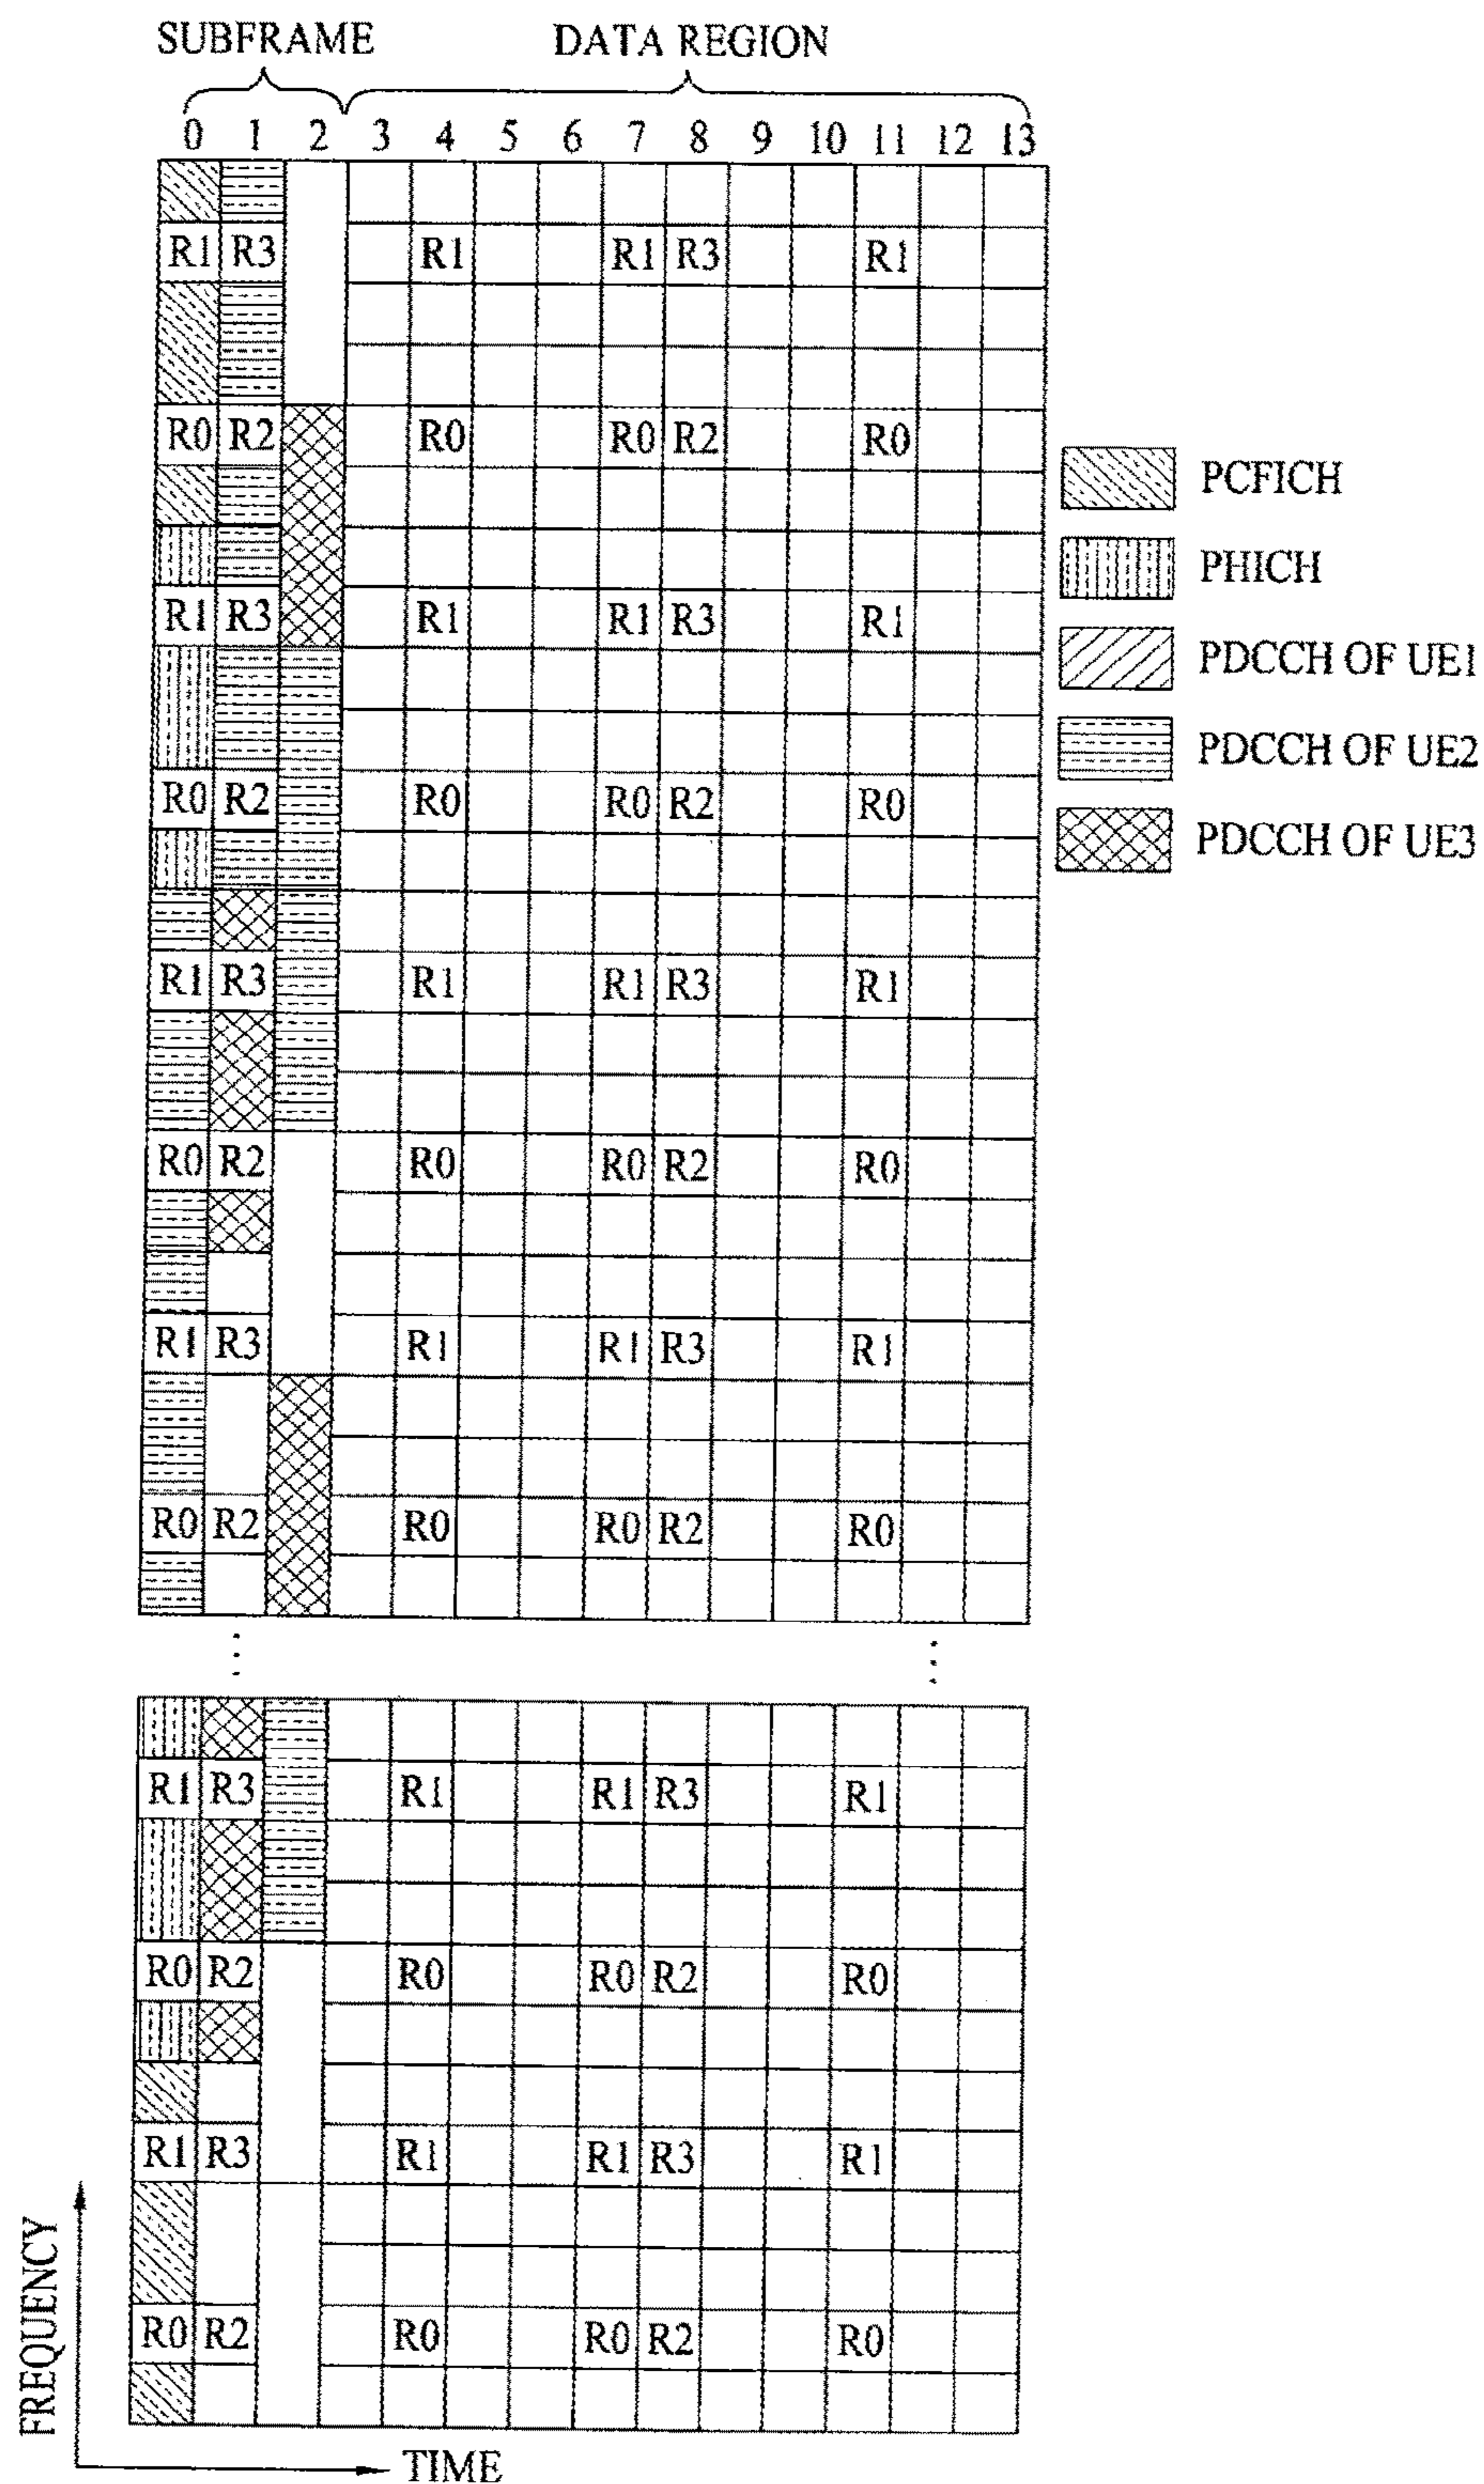 SUBFRAME DATA REGION
0 1 2 3 4 5 6 7 8 9 10 11 12 13
R1 R3 R1 R1 R3 R1
R0 R2 R0 R0 R2 R0
R1 R3 R1 R1 R3 R1
R0 R2 R0 R0 R2 R0
R1 R3 R1 R1 R3 R1
R0 R2 R0 R0 R2 R0
R1 R3 R1 R1 R3 R1
R0 R2 R0 R0 R2 R0
R1 R3 R1 R1 R3 R1
R0 R2 R0 R0 R2 R0
R1 R3 R1 R1 R3 R1
R0 R2 R0 R0 R2 R0
PCFICH
PHICH
PDCCH OF UE1
PDCCH OF UE2
PDCCH OF UE3
FREQUENCY
TIME